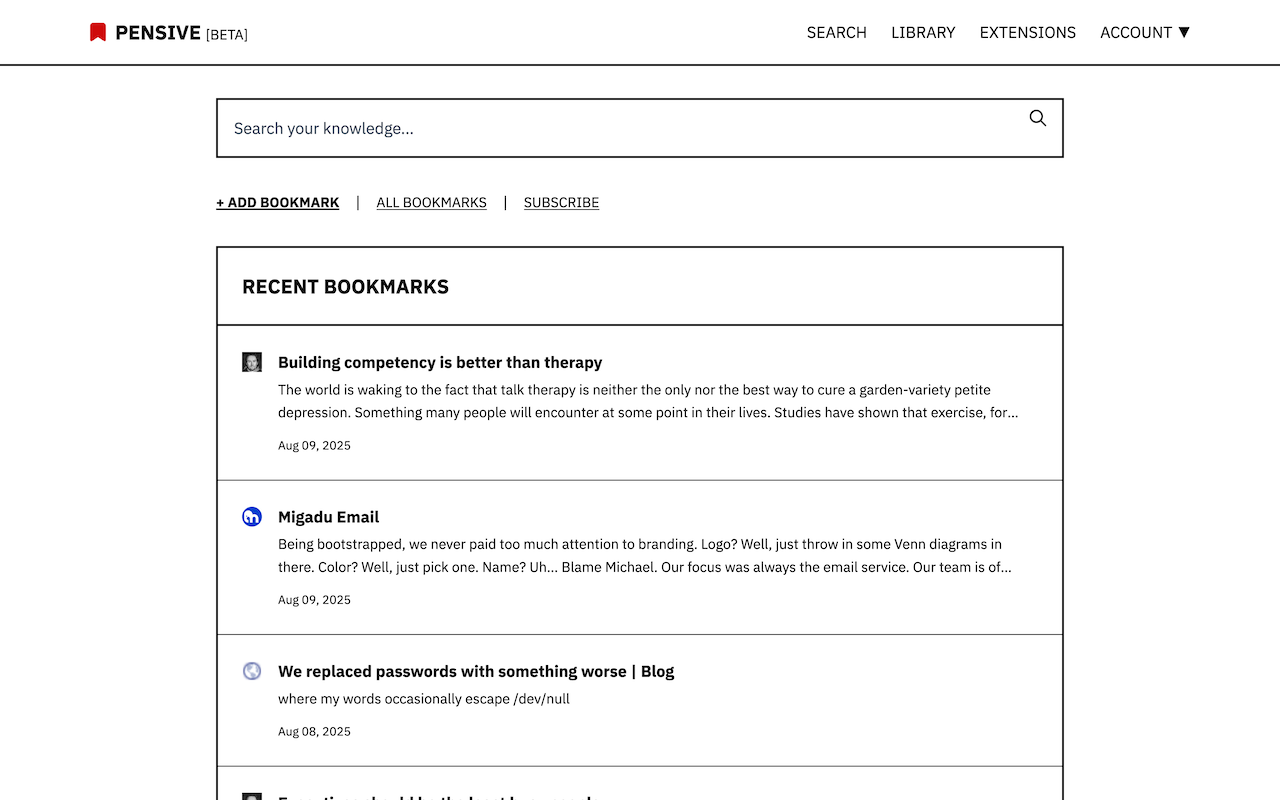 PENSIVE [BETA]
SEARCH LIBRARY EXTENSIONS ACCOUNT ▼
Search your knowledge...
+ ADD BOOKMARK | ALL BOOKMARKS | SUBSCRIBE
RECENT BOOKMARKS
Building competency is better than therapy
The world is waking to the fact that talk therapy is neither the only nor the best way to cure a garden-variety petite
depression. Something many people will encounter at some point in their lives. Studies have shown that exercise, for...
Aug 09, 2025
Migadu Email
Being bootstrapped, we never paid too much attention to branding. Logo? Well, just throw in some Venn diagrams in
there. Color? Well, just pick one. Name? Uh... Blame Michael. Our focus was always the email service. Our team is of...
Aug 09, 2025
We replaced passwords with something worse | Blog
where my words occasionally escape /dev/null
Aug 08, 2025